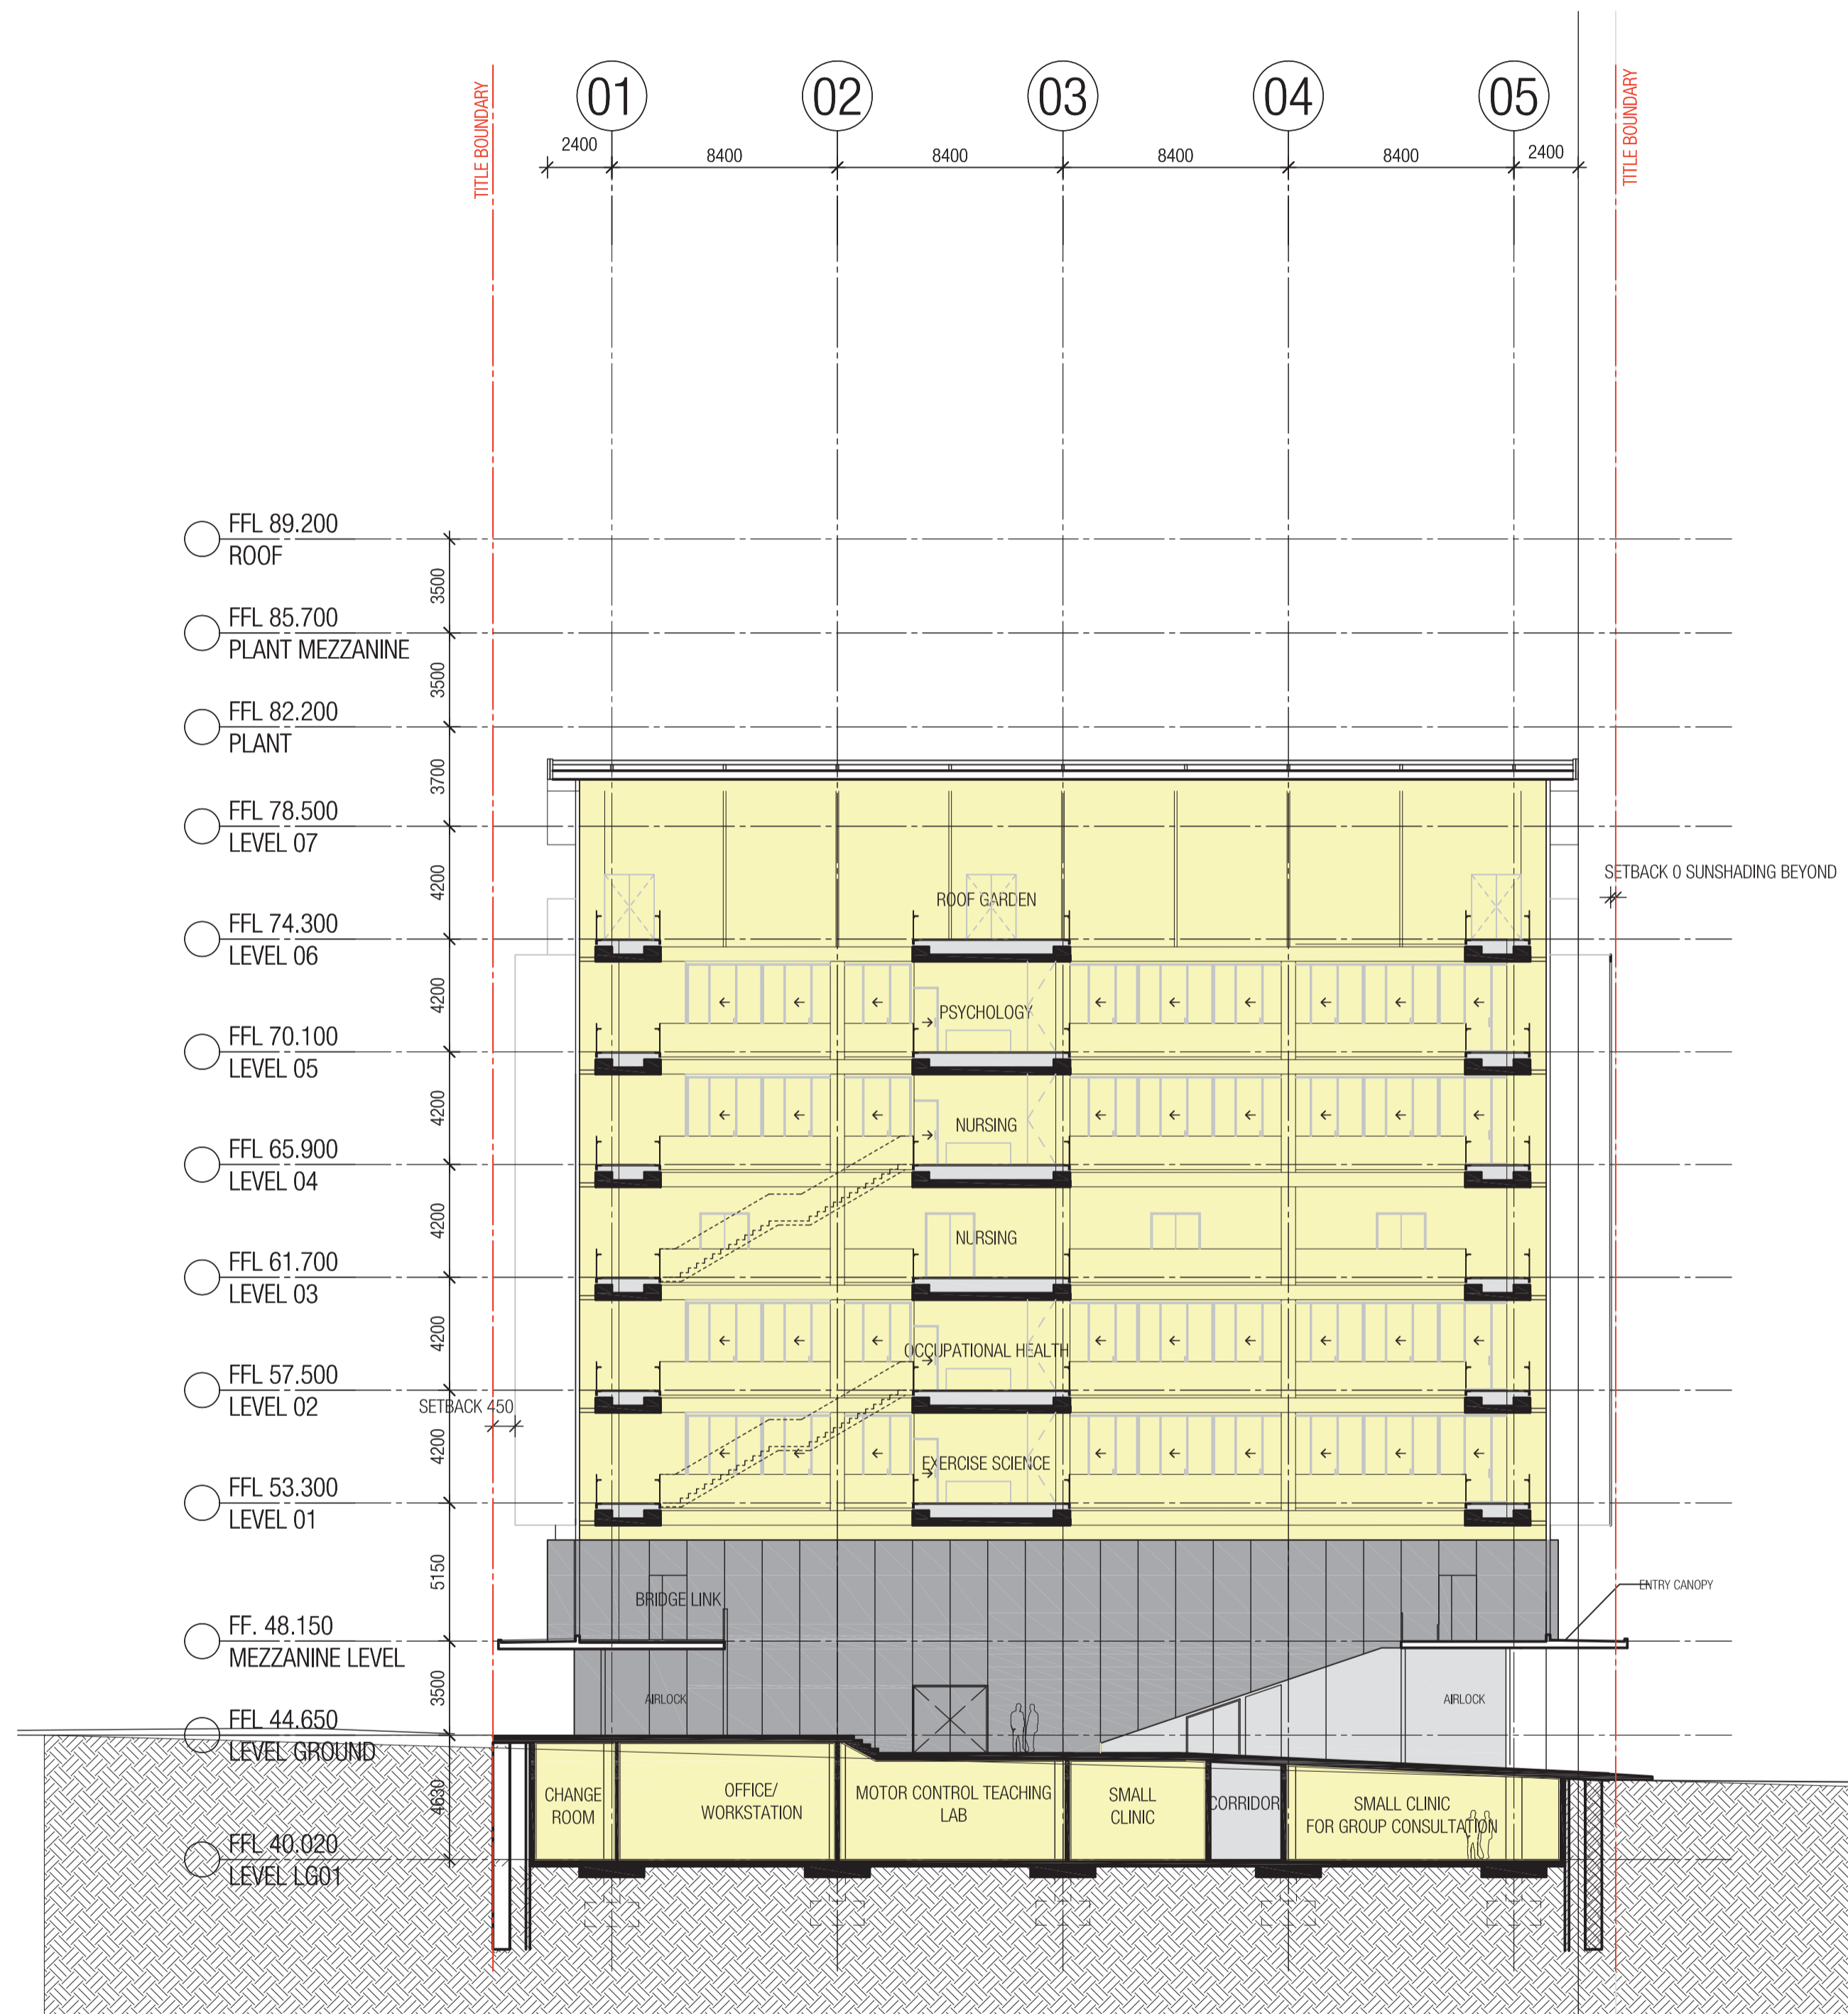 TITLE BOUNDARY
01
02
03
04
05
TITLE BOUNDARY
2400
8400
8400
8400
8400
2400
FFL 89.200
ROOF
3500
FFL 85.700
PLANT MEZZANINE
3500
FFL 82.200
PLANT
3700
FFL 78.500
LEVEL 07
4200
SETBACK 0 SUNSHADING BEYOND
ROOF GARDEN
FFL 74.300
LEVEL 06
4200
PSYCHOLOGY
FFL 70.100
LEVEL 05
4200
NURSING
FFL 65.900
LEVEL 04
4200
NURSING
FFL 61.700
LEVEL 03
4200
OCCUPATIONAL HEALTH
FFL 57.500
LEVEL 02
SETBACK 450
4200
EXERCISE SCIENCE
FFL 53.300
LEVEL 01
5150
BRIDGE LINK
ENTRY CANOPY
FF. 48.150
MEZZANINE LEVEL
3500
AIRLOCK
AIRLOCK
FFL 44.650
LEVEL GROUND
4630
CHANGE
ROOM
OFFICE/
WORKSTATION
MOTOR CONTROL TEACHING
LAB
SMALL
CLINIC
CORRIDOR
SMALL CLINIC
FOR GROUP CONSULTATION
FFL 40.020
LEVEL LG01